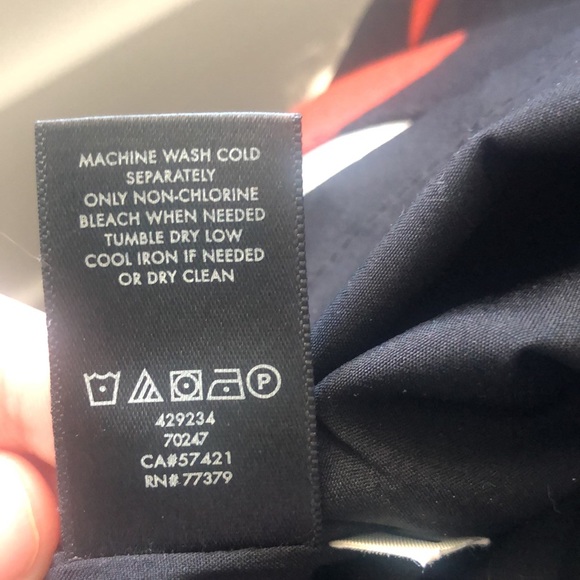 MACHINE WASH COLD
SEPARATELY
ONLY NON-CHLORINE
BLEACH WHEN NEEDED
TUMBLE DRY LOW
COOL IRON IF NEEDED
OR DRY CLEAN
P
429234
70247
CA#57421
RN#77379